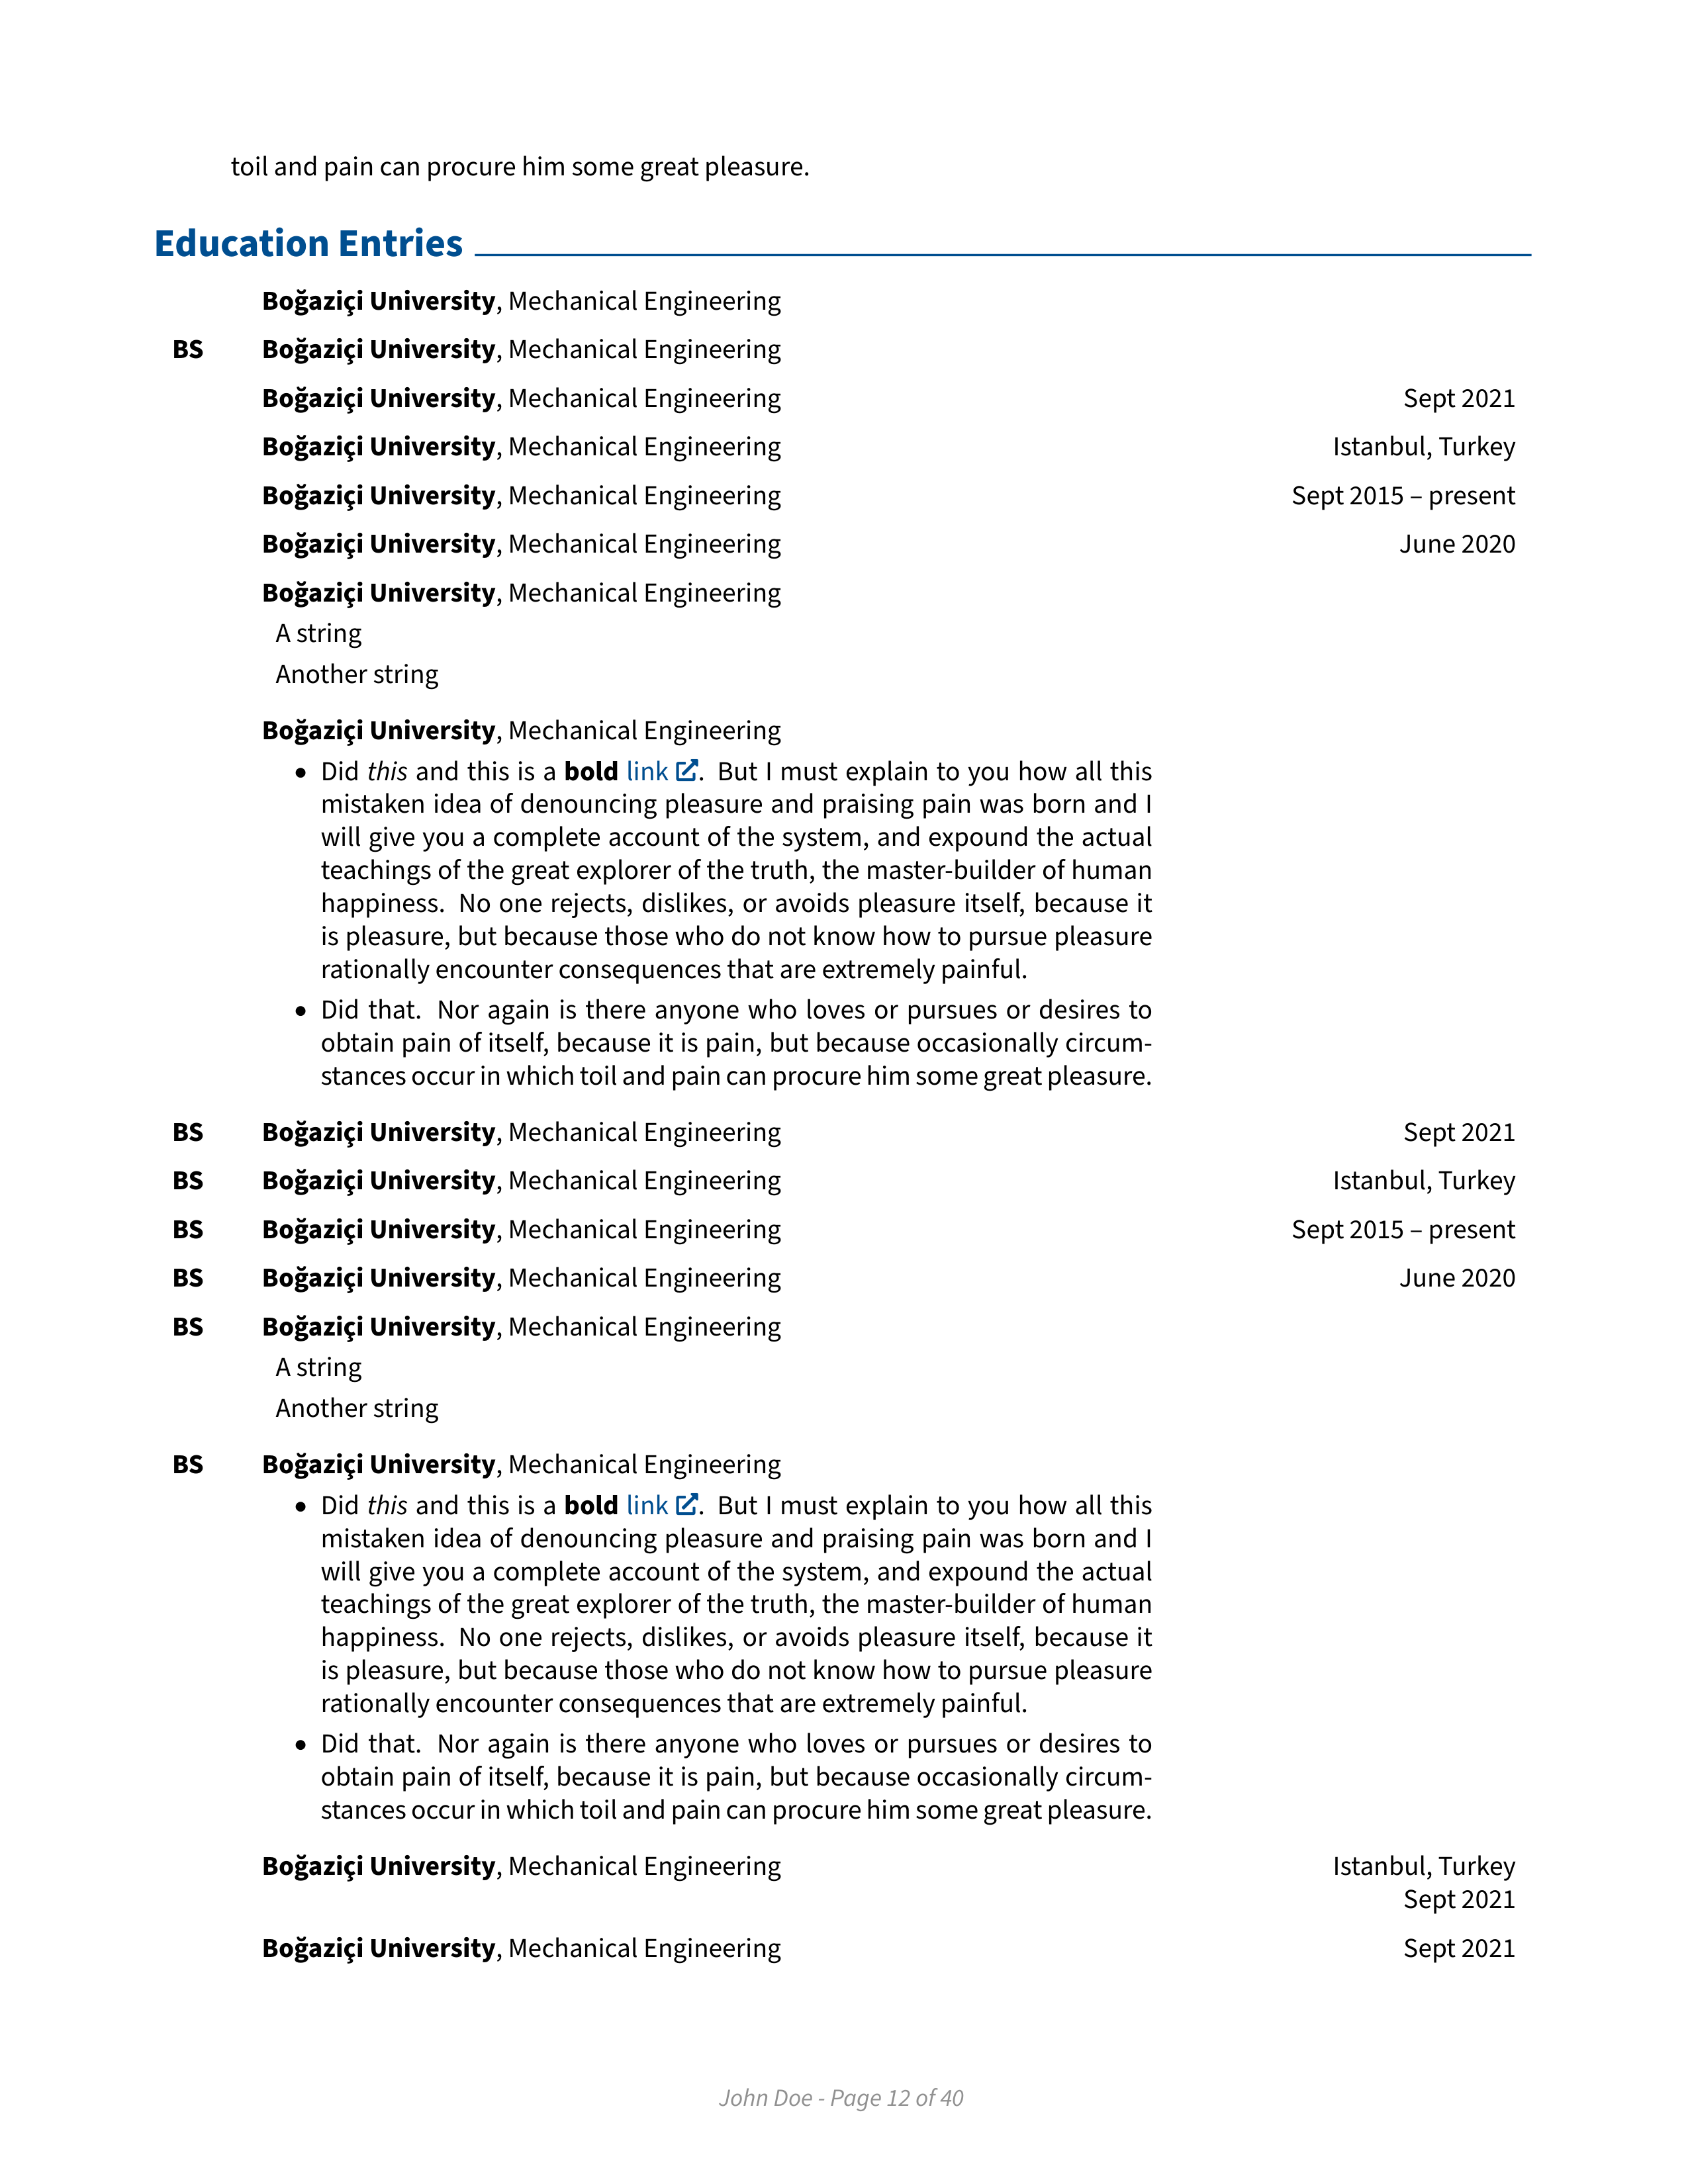 toil and pain can procure him some great pleasure.
Education Entries
Boğaziçi University, Mechanical Engineering
BS Boğaziçi University, Mechanical Engineering
Boğaziçi University, Mechanical Engineering Sept 2021
Boğaziçi University, Mechanical Engineering Istanbul, Turkey
Boğaziçi University, Mechanical Engineering Sept 2015 – present
Boğaziçi University, Mechanical Engineering June 2020
Boğaziçi University, Mechanical Engineering
A string
Another string
Boğaziçi University, Mechanical Engineering
• Did this and this is a bold link. But I must explain to you how all this
mistaken idea of denouncing pleasure and praising pain was born and I
will give you a complete account of the system, and expound the actual
teachings of the great explorer of the truth, the master-builder of human
happiness. No one rejects, dislikes, or avoids pleasure itself, because it
is pleasure, but because those who do not know how to pursue pleasure
rationally encounter consequences that are extremely painful.
• Did that. Nor again is there anyone who loves or pursues or desires to
obtain pain of itself, because it is pain, but because occasionally circum-
stances occur in which toil and pain can procure him some great pleasure.
BS Boğaziçi University, Mechanical Engineering Sept 2021
BS Boğaziçi University, Mechanical Engineering Istanbul, Turkey
BS Boğaziçi University, Mechanical Engineering Sept 2015 – present
BS Boğaziçi University, Mechanical Engineering June 2020
BS Boğaziçi University, Mechanical Engineering
A string
Another string
BS Boğaziçi University, Mechanical Engineering
• Did this and this is a bold link. But I must explain to you how all this
mistaken idea of denouncing pleasure and praising pain was born and I
will give you a complete account of the system, and expound the actual
teachings of the great explorer of the truth, the master-builder of human
happiness. No one rejects, dislikes, or avoids pleasure itself, because it
is pleasure, but because those who do not know how to pursue pleasure
rationally encounter consequences that are extremely painful.
• Did that. Nor again is there anyone who loves or pursues or desires to
obtain pain of itself, because it is pain, but because occasionally circum-
stances occur in which toil and pain can procure him some great pleasure.
Boğaziçi University, Mechanical Engineering Istanbul, Turkey
Sept 2021
Boğaziçi University, Mechanical Engineering Sept 2021
John Doe - Page 12 of 40